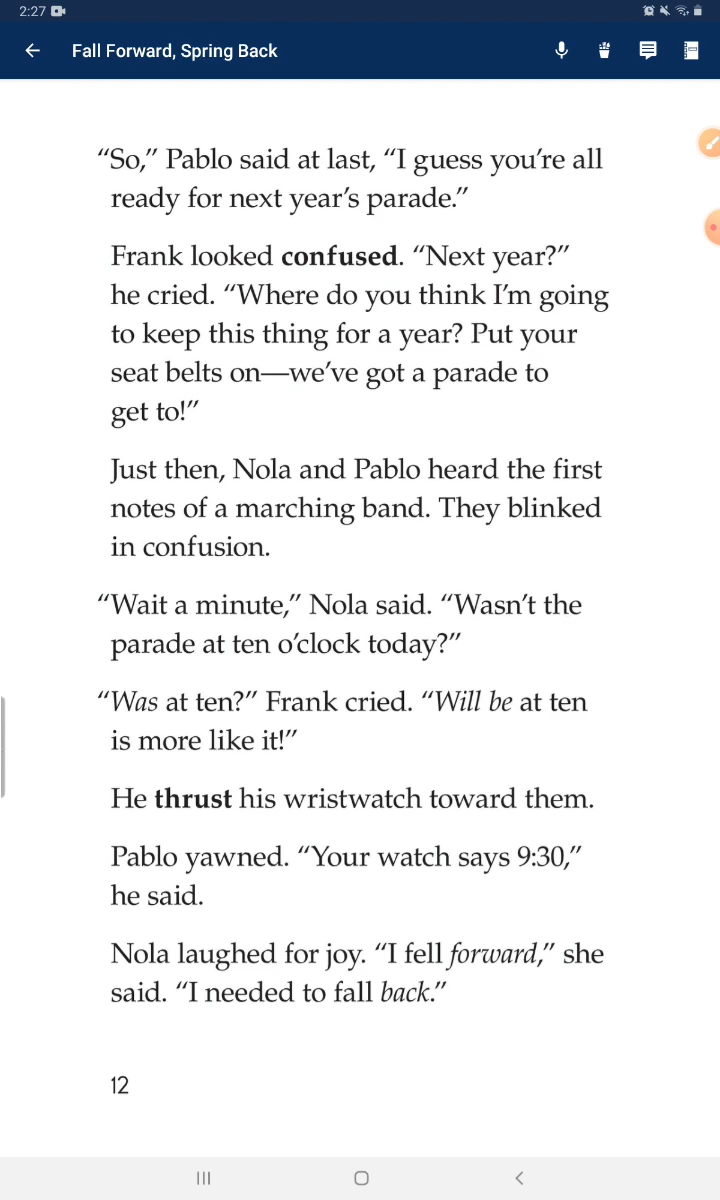 2:27
Fall Forward, Spring Back
“So,” Pablo said at last, “I guess you’re all
ready for next year’s parade.”
Frank looked confused. “Next year?”
he cried. “Where do you think I’m going
to keep this thing for a year? Put your
seat belts on—we’ve got a parade to
get to!”
Just then, Nola and Pablo heard the first
notes of a marching band. They blinked
in confusion.
“Wait a minute,” Nola said. “Wasn’t the
parade at ten o’clock today?”
“Was at ten?” Frank cried. “Will be at ten
is more like it!”
He thrust his wristwatch toward them.
Pablo yawned. “Your watch says 9:30,”
he said.
Nola laughed for joy. “I fell forward,” she
said. “I needed to fall back.”
12